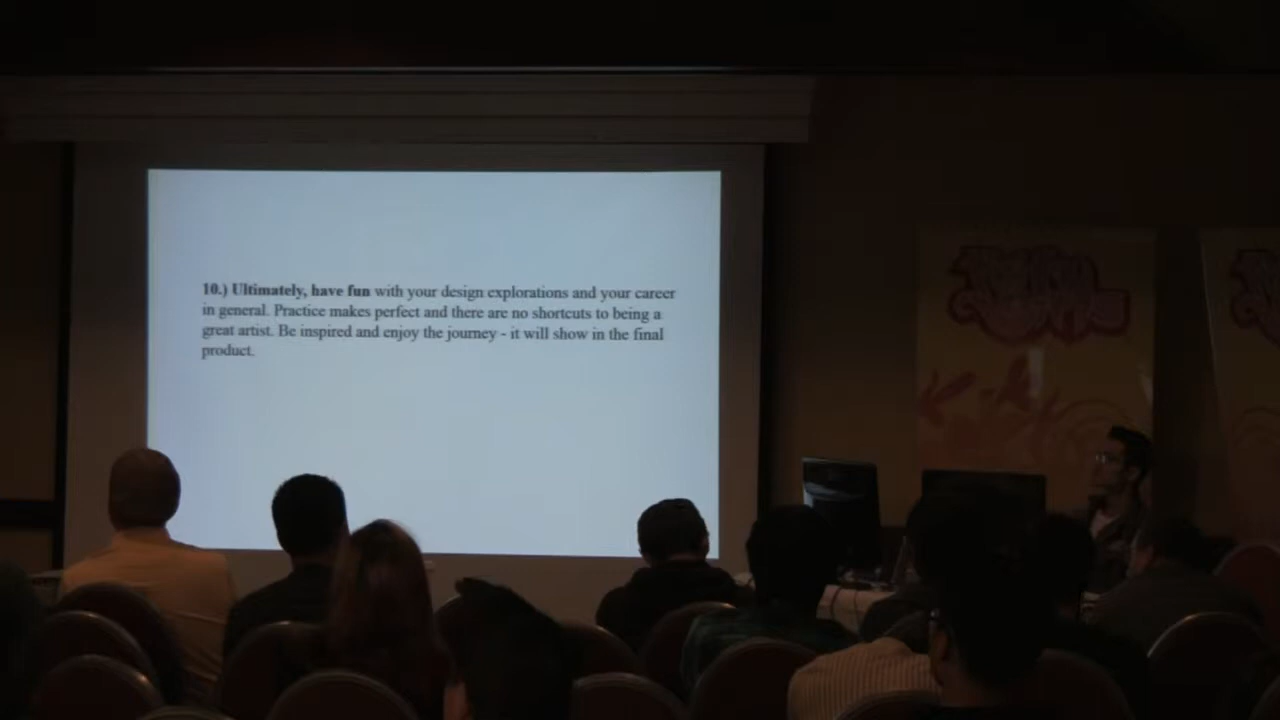 10.) Ultimately, have fun with your design explorations and your career
in general. Practice makes perfect and there are no shortcuts to being a
great artist. Be inspired and enjoy the journey - it will show in the final
product.